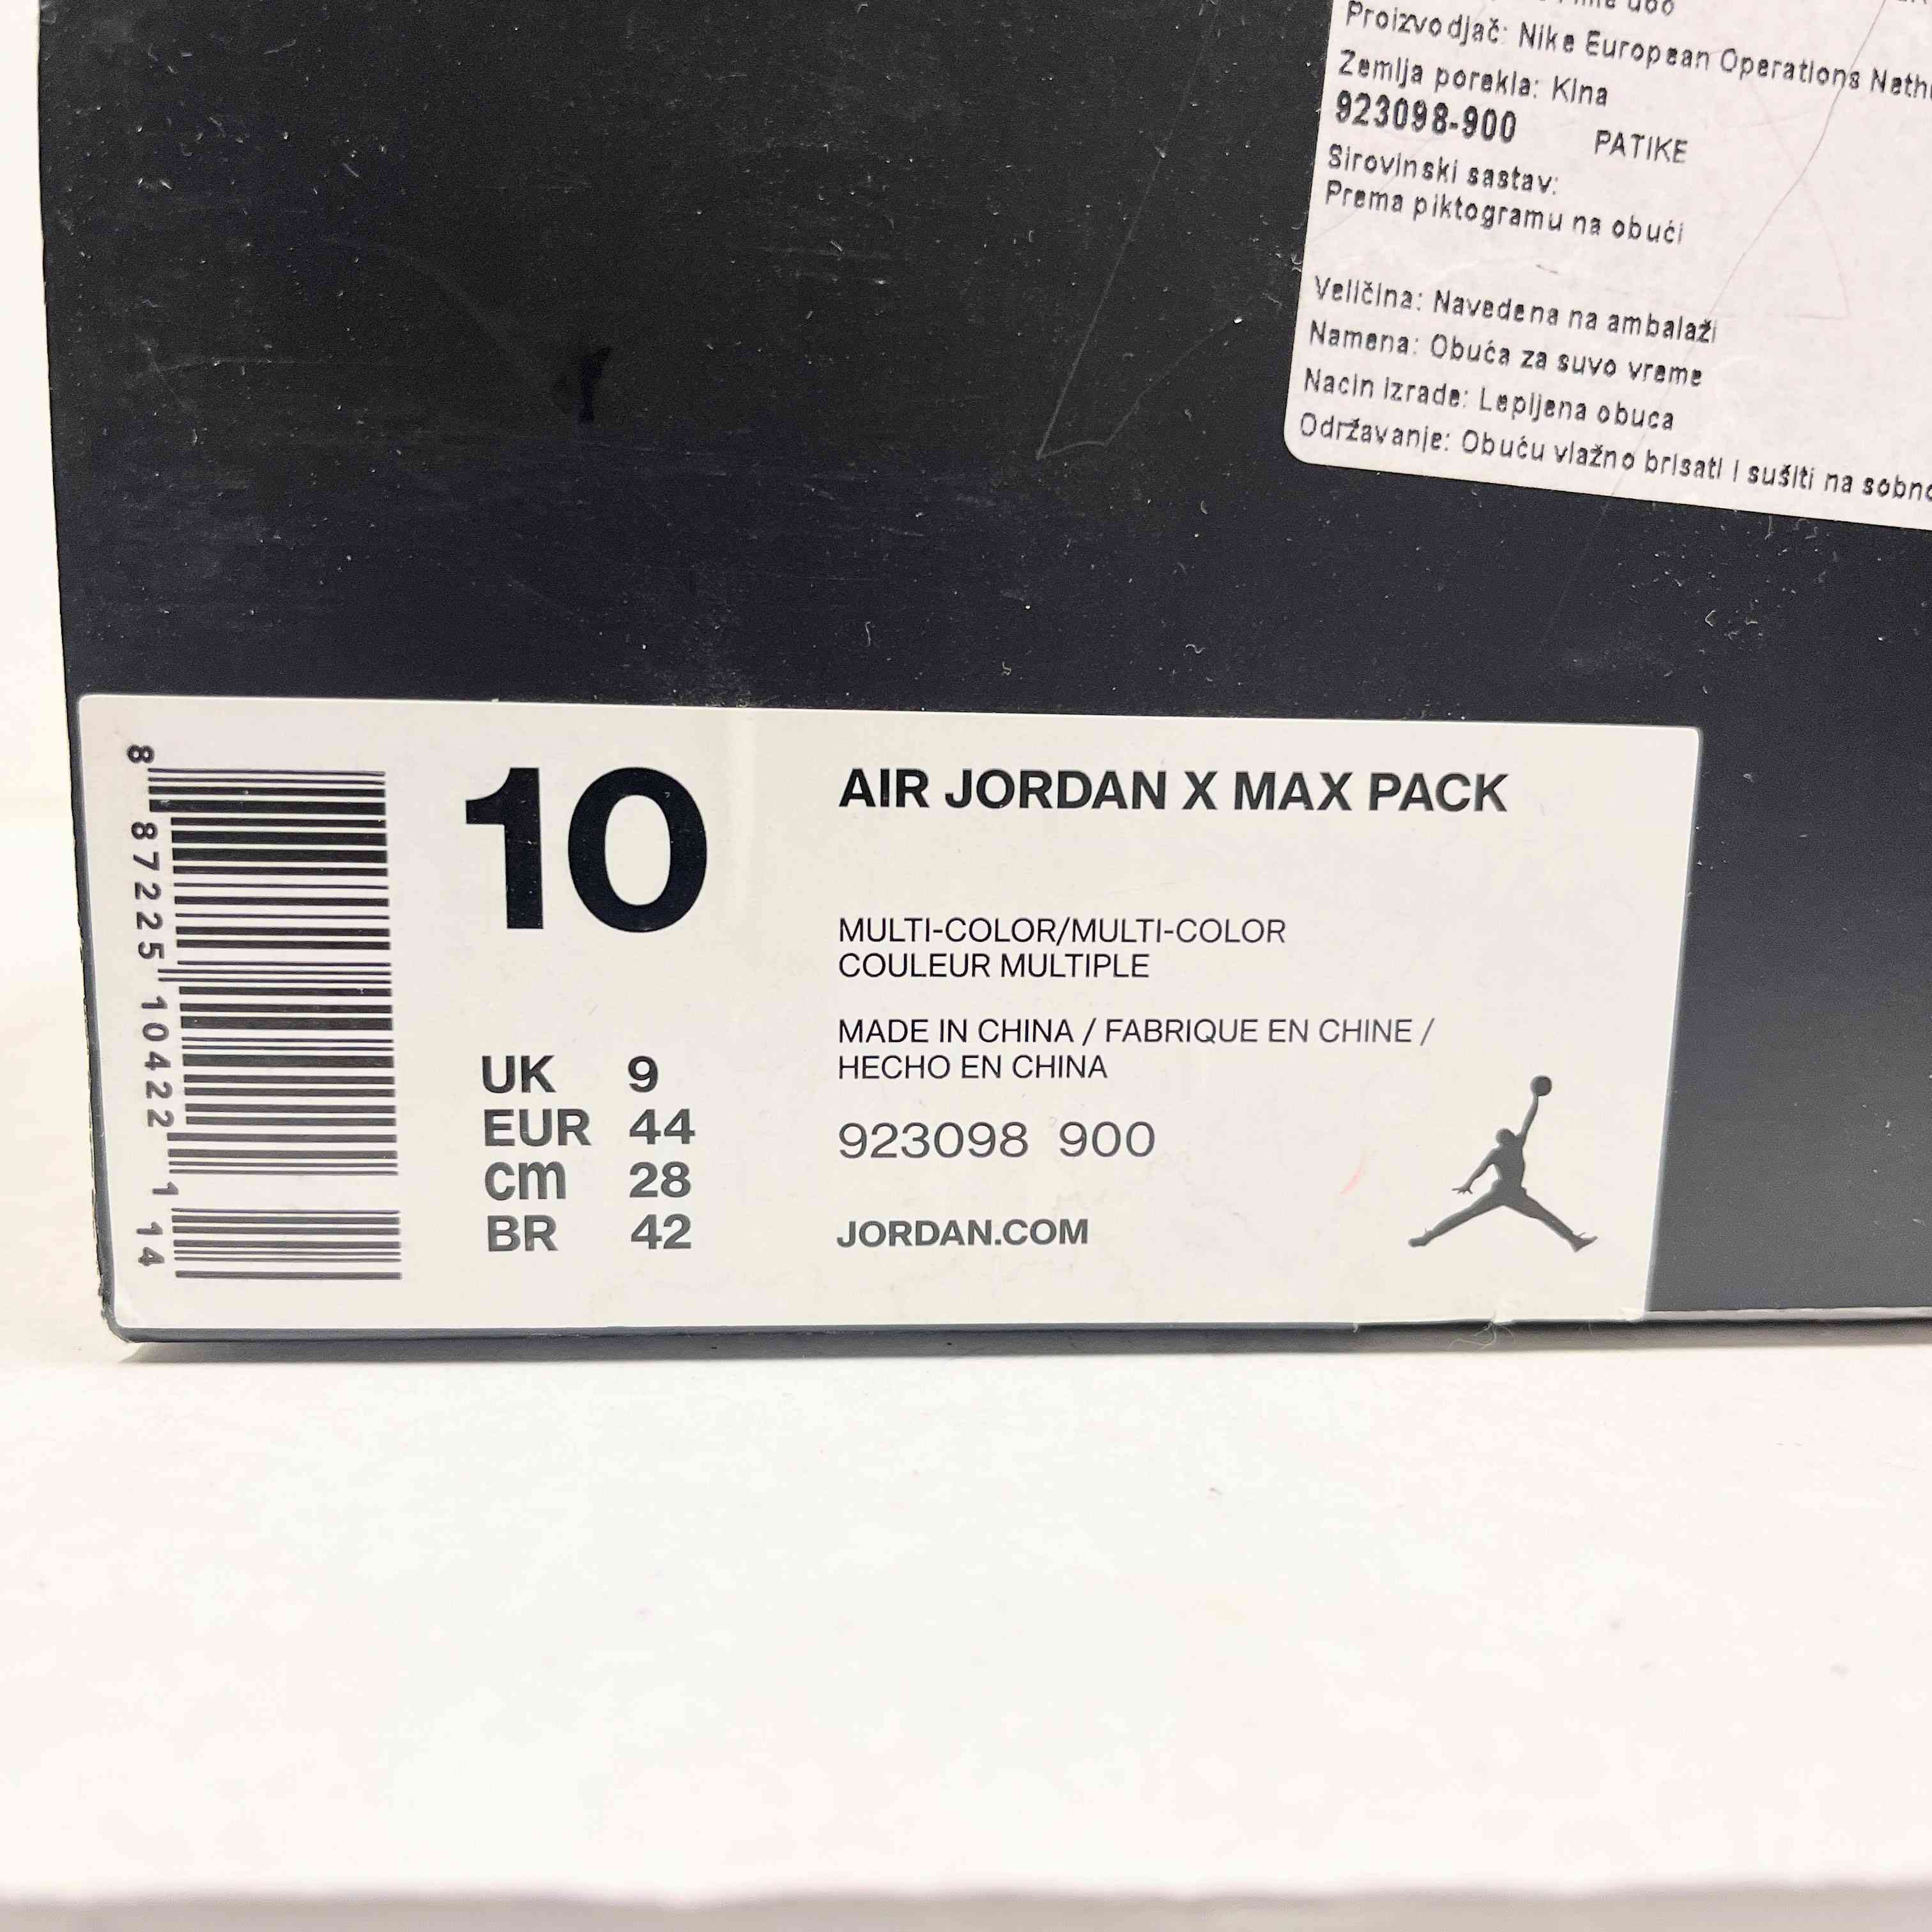 Proizvodjač: Nike European Operations
Zemlja porekla: Kina
923098-900 PATIKE
Sirovinski sastav:
Prema piktogramu na obući
Veličina: Navedena na ambalaži
Namena: Obuća za suvo vreme
Nacin izrade: Lepljena obuca
Održavanje: Obuću vlažno brisati i sušiti na
8 87225 10422 1 14
10
UK 9
EUR 44
cm 28
BR 42
AIR JORDAN X MAX PACK
MULTI-COLOR/MULTI-COLOR
COULEUR MULTIPLE
MADE IN CHINA / FABRIQUE EN CHINE /
HECHO EN CHINA
923098 900
JORDAN.COM